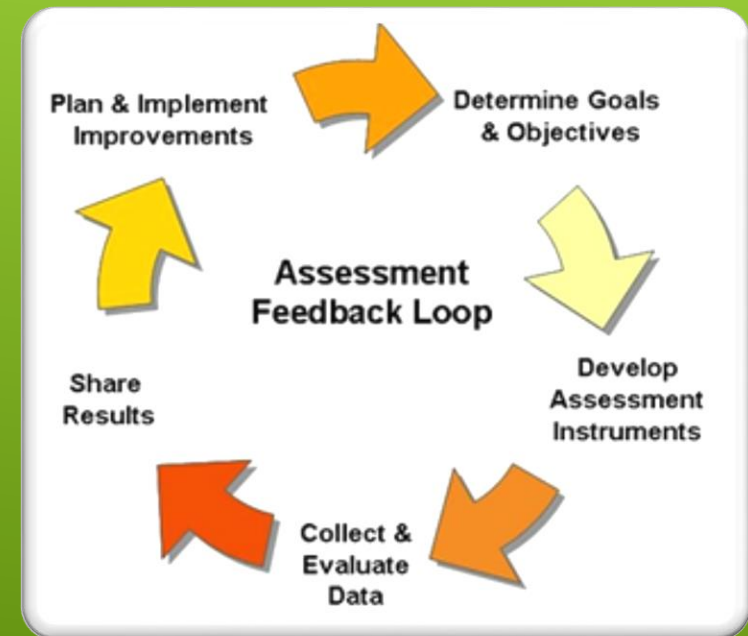 Plan & Implement
Improvements
Determine Goals
& Objectives
Assessment
Feedback Loop
Develop
Assessment
Instruments
Share
Results
Collect &
Evaluate
Data